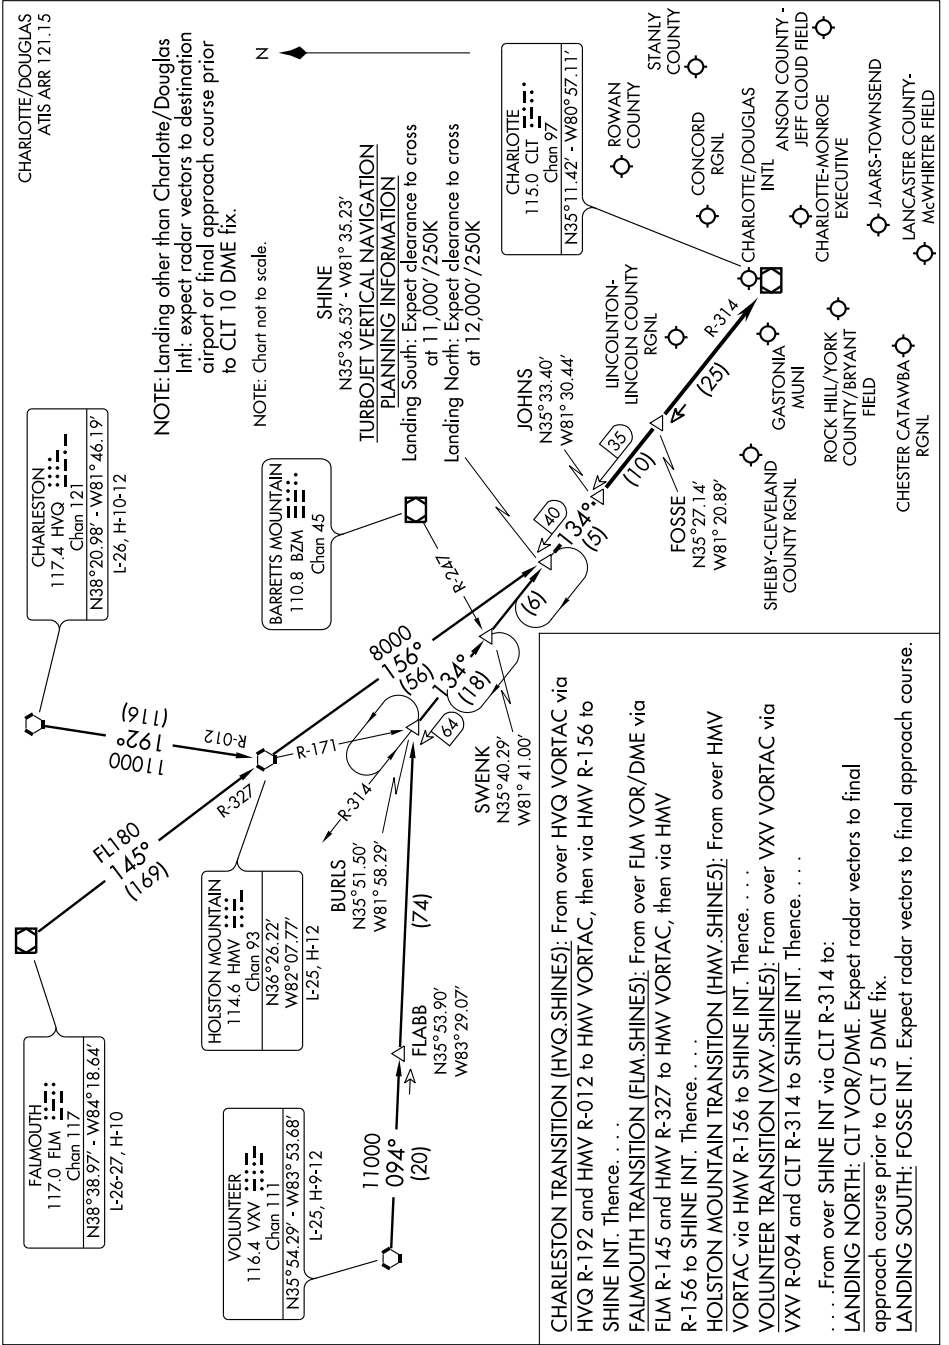 CHARLOTTE/DOUGLAS
ATIS ARR 121.15
NOTE: Landing other than Charlotte/Douglas
Intl: expect radar vectors to destination
airport or final approach course prior
to CLT 10 DME fix.
NOTE: Chart not to scale.
N
SHINE
N35°36.53′ - W81° 35.23′
TURBOJET VERTICAL NAVIGATION
PLANNING INFORMATION
Landing South: Expect clearance to cross
at 11,000′/250K
Landing North: Expect clearance to cross
at 12,000′/250K
CHARLOTTE
115.0 CLT
Chan 97
N35°11.42′ - W80°57.11′
FALMOUTH
117.0 FLM
Chan 117
N38°38.97′ - W84°18.64′
L-26-27, H-10
CHARLESTON
117.4 HVQ
Chan 121
N38°20.98′ - W81°46.19′
L-26, H-10-12
FL180
145°
(169)
R-327
11000
192°
(116)
R-012
HOLSTON MOUNTAIN
114.6 HMV
Chan 93
N36°26.22′
W82°07.77′
L-25, H-12
BARRETTS MOUNTAIN
110.8 BZM
Chan 45
VOLUNTEER
116.4 VXV
Chan 111
N35°54.29′ - W83°53.68′
L-25, H-9-12
11000
094°
(20)
FLABB
N35°53.90′
W83°29.07′
(74)
BURLS
N35°51.50′
W81°58.29′
R-314
R-171
64
8000
156°
(56)
134°
(18)
R-247
SWENK
N35°40.29′
W81°41.00′
(6)
40
134°
(5)
JOHNS
N35°33.40′
W81°30.44′
35
(10)
FOSSE
N35°27.14′
W81°20.89′
(25)
R-314
LINCOLNTON-
LINCOLN COUNTY
RGNL
ROWAN
COUNTY
STANLY
COUNTY
CONCORD
RGNL
CHARLOTTE/DOUGLAS
INTL
ANSON COUNTY -
JEFF CLOUD FIELD
CHARLOTTE-MONROE
EXECUTIVE
JAARS-TOWNSEND
LANCASTER COUNTY-
McWHIRTER FIELD
GASTONIA
MUNI
SHELBY-CLEVELAND
COUNTY RGNL
ROCK HILL/YORK
COUNTY/BRYANT
FIELD
CHESTER CATAWBA
RGNL
CHARLESTON TRANSITION (HVQ.SHINE5): From over HVQ VORTAC via
HVQ R-192 and HMV R-012 to HMV VORTAC, then via HMV R-156 to
SHINE INT. Thence. . . .
FALMOUTH TRANSITION (FLM.SHINE5): From over FLM VOR/DME via
FLM R-145 and HMV R-327 to HMV VORTAC, then via HMV
R-156 to SHINE INT. Thence. . . .
HOLSTON MOUNTAIN TRANSITION (HMV.SHINE5): From over HMV
VORTAC via HMV R-156 to SHINE INT. Thence. . . .
VOLUNTEER TRANSITION (VXV.SHINE5): From over VXV VORTAC via
VXV R-094 and CLT R-314 to SHINE INT. Thence. . . .
. . . .From over SHINE INT via CLT R-314 to:
LANDING NORTH: CLT VOR/DME. Expect radar vectors to final
approach course prior to CLT 5 DME fix.
LANDING SOUTH: FOSSE INT. Expect radar vectors to final approach course.